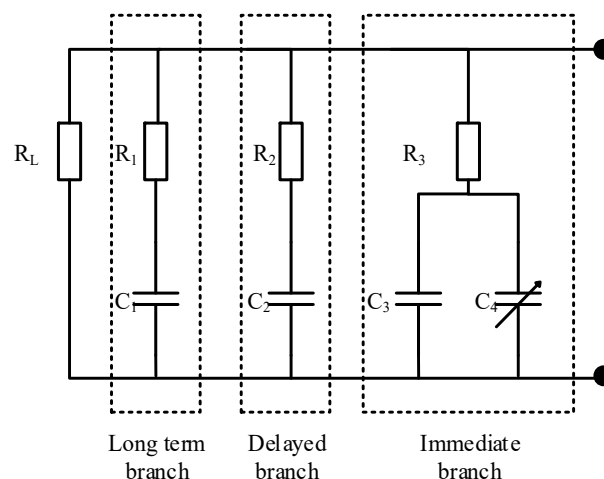 R_L
R_1
R_2
R_3
C_1
C_2
C_3
C_4
Long term
branch
Delayed
branch
Immediate
branch